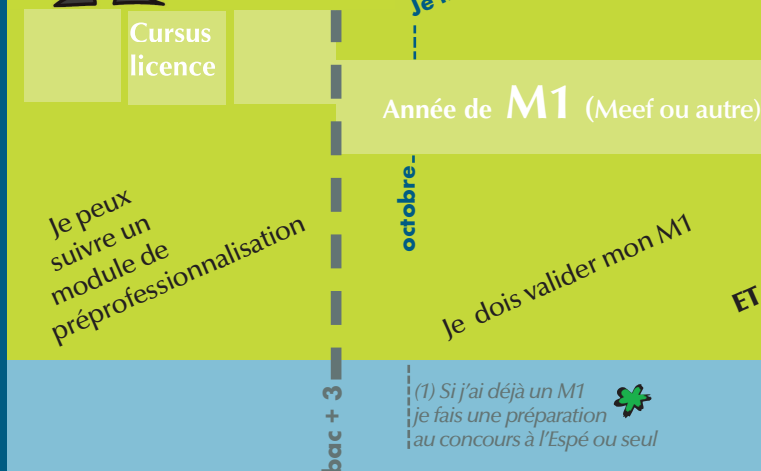 Je
Cursus
licence
Année de M1 (Meef ou autre)
octobre
Je peux
suivre un
module de
préprofessionnalisation
Je dois valider mon M1
ET
bac + 3
(1) Si j'ai déjà un M1
je fais une préparation
au concours à l'Espé ou seul